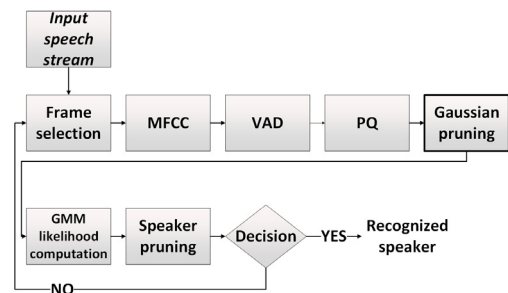 Input
speech
stream
Frame
selection
MFCC
VAD
PQ
Gaussian
pruning
GMM
likelihood
computation
Speaker
pruning
Decision
YES
Recognized
speaker
NO